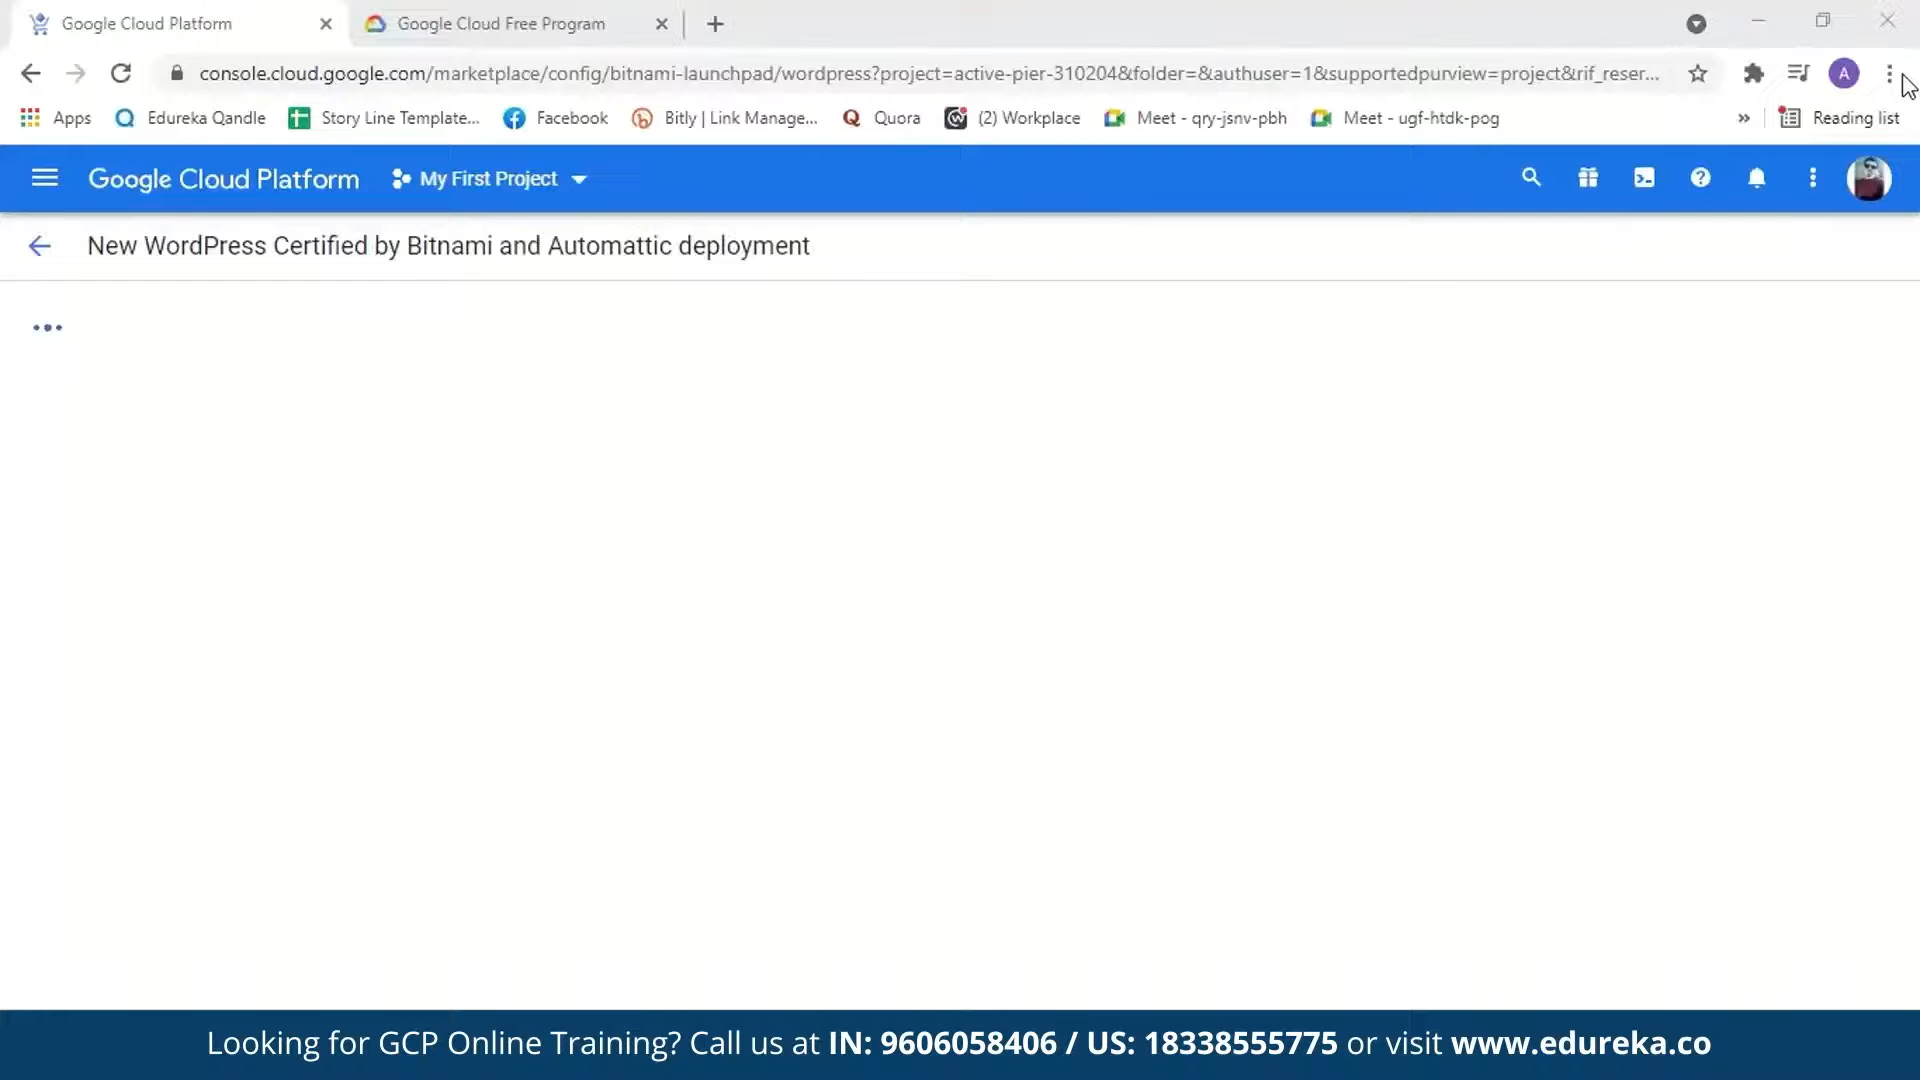 Google Cloud Platform
Google Cloud Free Program
console.cloud.google.com/marketplace/config/bitnami-launchpad/wordpress?project=active-pier-310204&folder=&authuser=1&supportedpurview=project&rif_reser...
A
Apps
Edureka Qandle
Story Line Template...
Facebook
Bitly | Link Manage...
Quora
(2) Workplace
Meet - qry-jsnv-pbh
Meet - ugf-htdk-pog
»
Reading list
Google Cloud Platform
My First Project
New WordPress Certified by Bitnami and Automattic deployment
Looking for GCP Online Training? Call us at IN: 9606058406 / US: 18338555775 or visit www.edureka.co